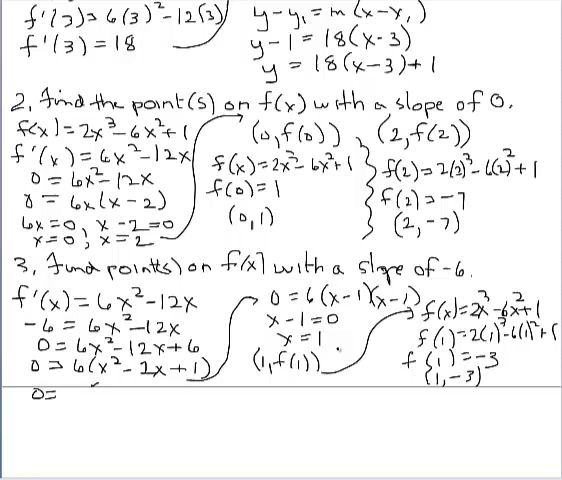 f'(3) = 6(3)² - 12(3)
f'(3) = 18
y - y₁ = m(x - x₁)
y - 1 = 18(x - 3)
y = 18(x - 3) + 1
2. Find the point(s) on f(x) with a slope of 0.
f(x) = 2x³ - 6x² + 1
f'(x) = 6x² - 12x
0 = 6x² - 12x
0 = 6x(x - 2)
6x = 0, x - 2 = 0
x = 0, x = 2
(0, f(0)), (2, f(2))
f(x) = 2x³ - 6x² + 1
f(0) = 1
(0, 1)
f(2) = 2(2)³ - 6(2)² + 1
f(2) = -7
(2, -7)
3. Find point(s) on f(x) with a slope of -6.
f'(x) = 6x² - 12x
-6 = 6x² - 12x
0 = 6x² - 12x + 6
0 = 6(x² - 2x + 1)
0 =
0 = 6(x - 1)(x - 1)
x - 1 = 0
x = 1
(1, f(1))
f(x) = 2x³ - 6x² + 1
f(1) = 2(1)³ - 6(1)² + 1
f(1) = -3
(1, -3)